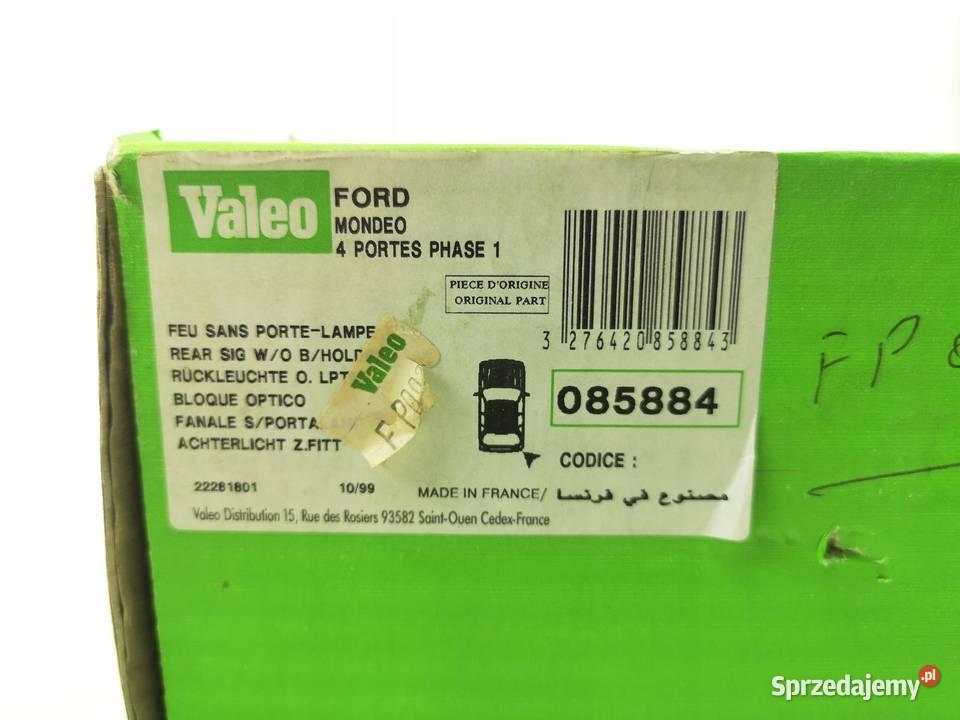 Valeo
FORD
MONDEO
4 PORTES PHASE 1
PIECE D'ORIGINE
ORIGINAL PART
3 276420 858843
FEU SANS PORTE-LAMPE
REAR SIG W/O B/HOLD
RÜCKLEUCHTE O. LPT
BLOQUE OPTICO
FANALE S/PORTA
ACHTERLICHT Z.FITT
Valeo
085884
CODICE :
22281801 10/99
MADE IN FRANCE/ مصنوع في فرنسا
Valeo Distribution 15, Rue des Rosiers 93582 Saint-Ouen Cedex-France
FP
Sprzedajemy.pl